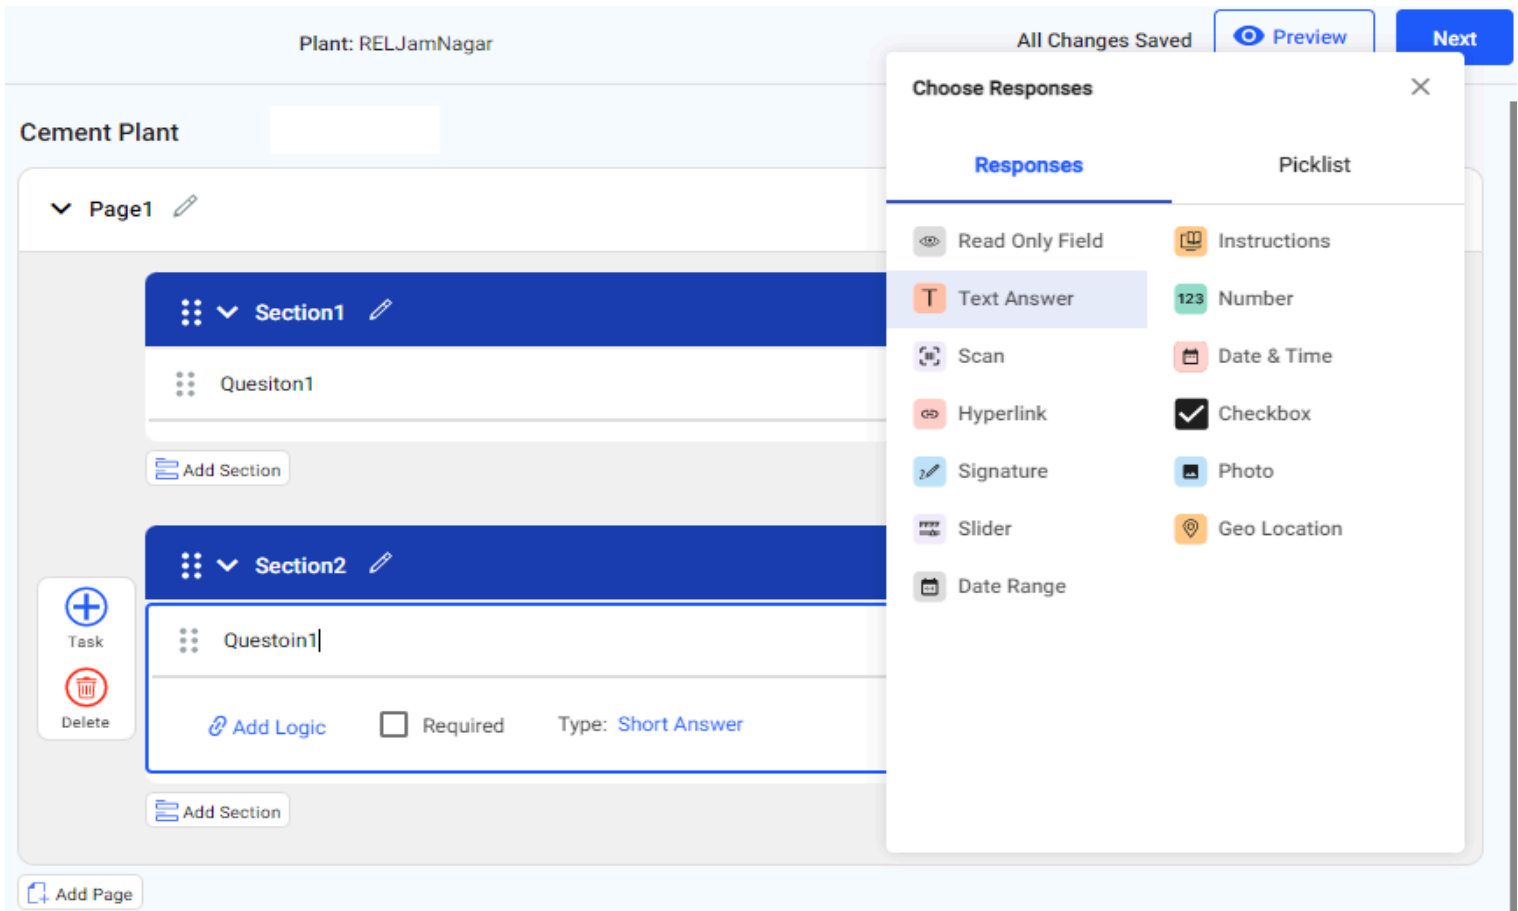 Plant: RELJamNagar
All Changes Saved
Preview
Next
Cement Plant
Page1
Section1
Quesiton1
Add Section
Section2
Task
Delete
Questoin1
Add Logic
Required
Type: Short Answer
Add Section
Add Page
Choose Responses
Responses
Picklist
Read Only Field
Instructions
T Text Answer
123 Number
Scan
Date & Time
Hyperlink
Checkbox
Signature
Photo
Slider
Geo Location
Date Range